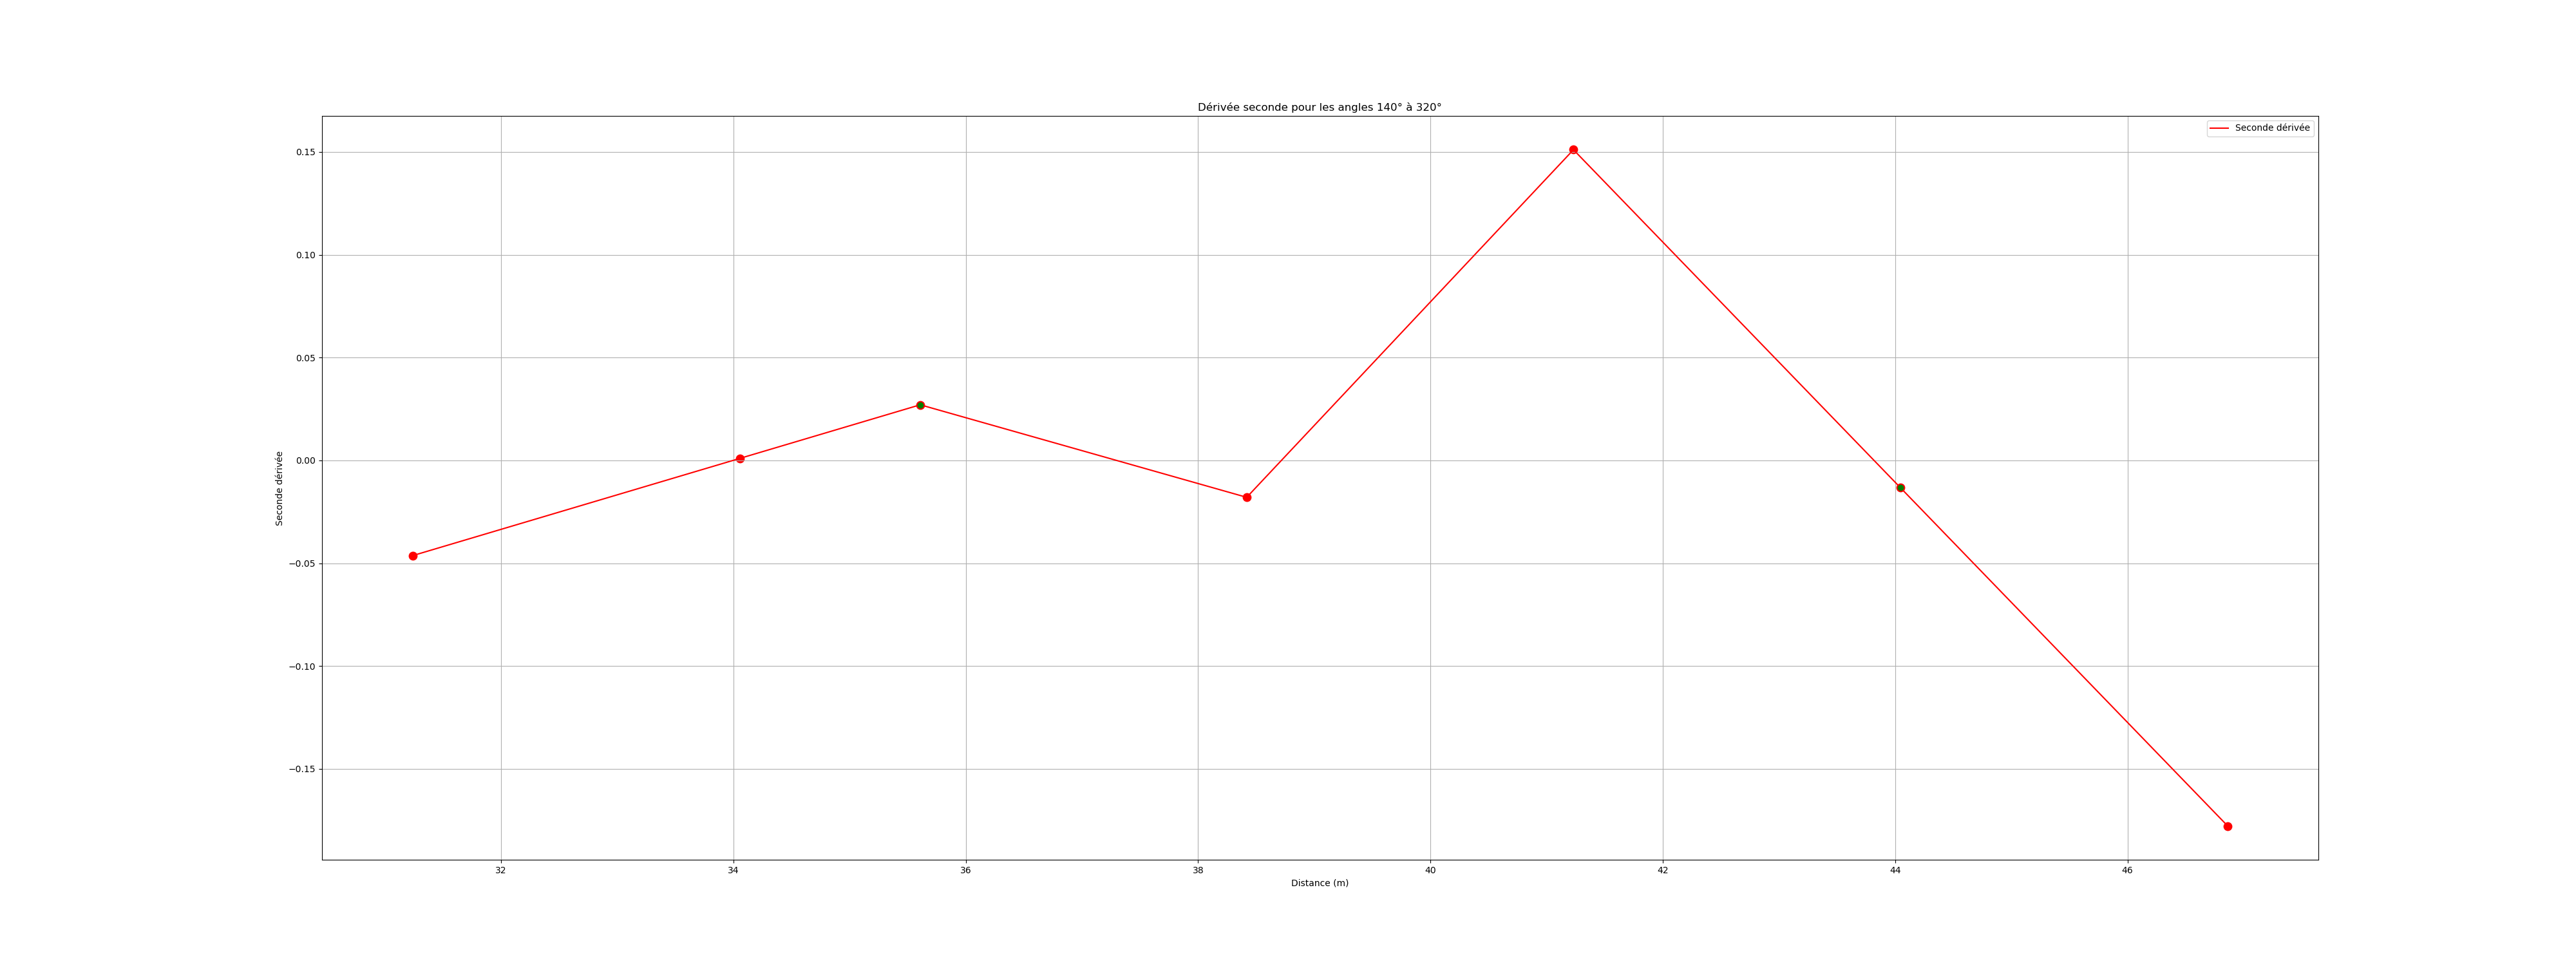 Dérivée seconde pour les angles 140° à 320°
Seconde dérivée
0.15
0.10
0.05
0.00
−0.05
−0.10
−0.15
Seconde dérivée
32 34 36 38 40 42 44 46
Distance (m)